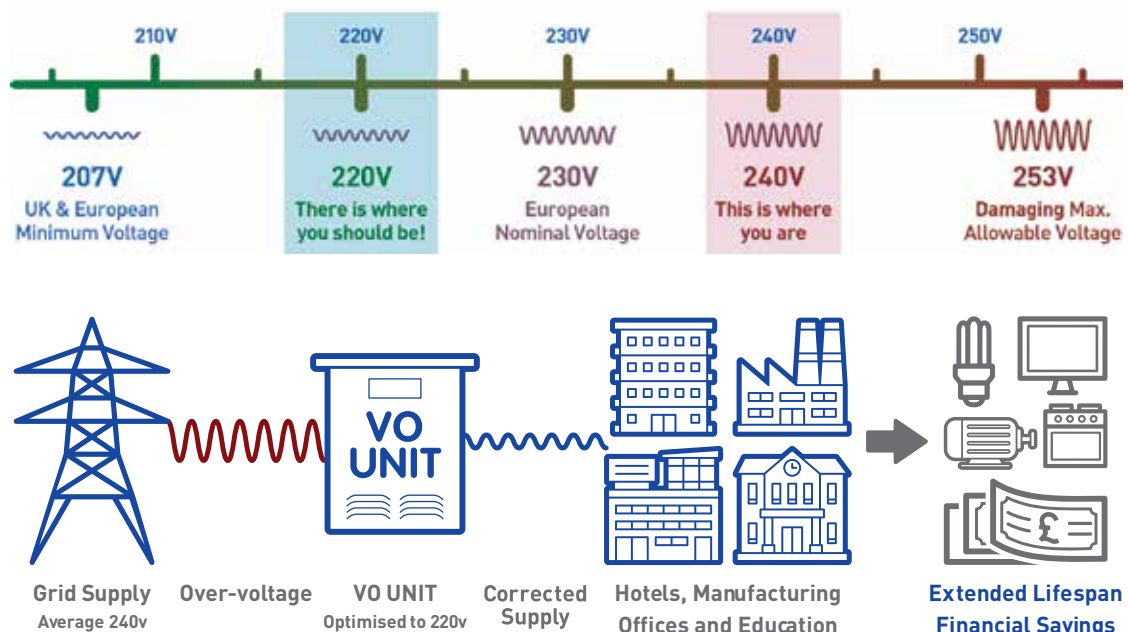 210V 220V 230V 240V 250V
207V
UK & European
Minimum Voltage
220V
There is where
you should be!
230V
European
Nominal Voltage
240V
This is where
you are
253V
Damaging Max.
Allowable Voltage
VO
UNIT
£
Grid Supply
Average 240v
Over-voltage
VO UNIT
Optimised to 220v
Corrected
Supply
Hotels, Manufacturing
Offices and Education
Extended Lifespan
Financial Savings